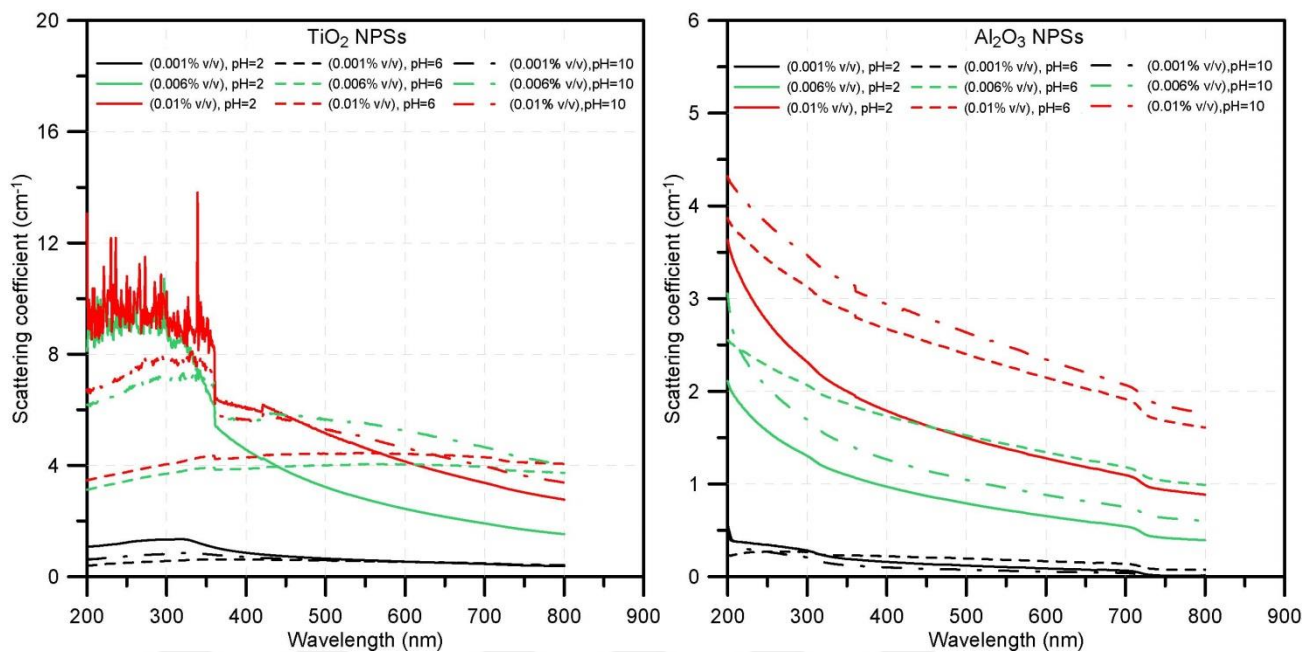 TiO₂ NPSs
(0.001% v/v), pH=2 (0.001% v/v), pH=6 (0.001% v/v), pH=10
(0.006% v/v), pH=2 (0.006% v/v), pH=6 (0.006% v/v),pH=10
(0.01% v/v), pH=2 (0.01% v/v), pH=6 (0.01% v/v),pH=10
Scattering coefficient (cm⁻¹)
20
16
12
8
4
0
200 300 400 500 600 700 800 900
Wavelength (nm)
Al₂O₃ NPSs
(0.001% v/v), pH=2 (0.001% v/v), pH=6 (0.001% v/v), pH=10
(0.006% v/v), pH=2 (0.006% v/v), pH=6 (0.006% v/v),pH=10
(0.01% v/v), pH=2 (0.01% v/v), pH=6 (0.01% v/v),pH=10
Scattering coefficient (cm⁻¹)
6
5
4
3
2
1
0
200 300 400 500 600 700 800 900
Wavelength (nm)